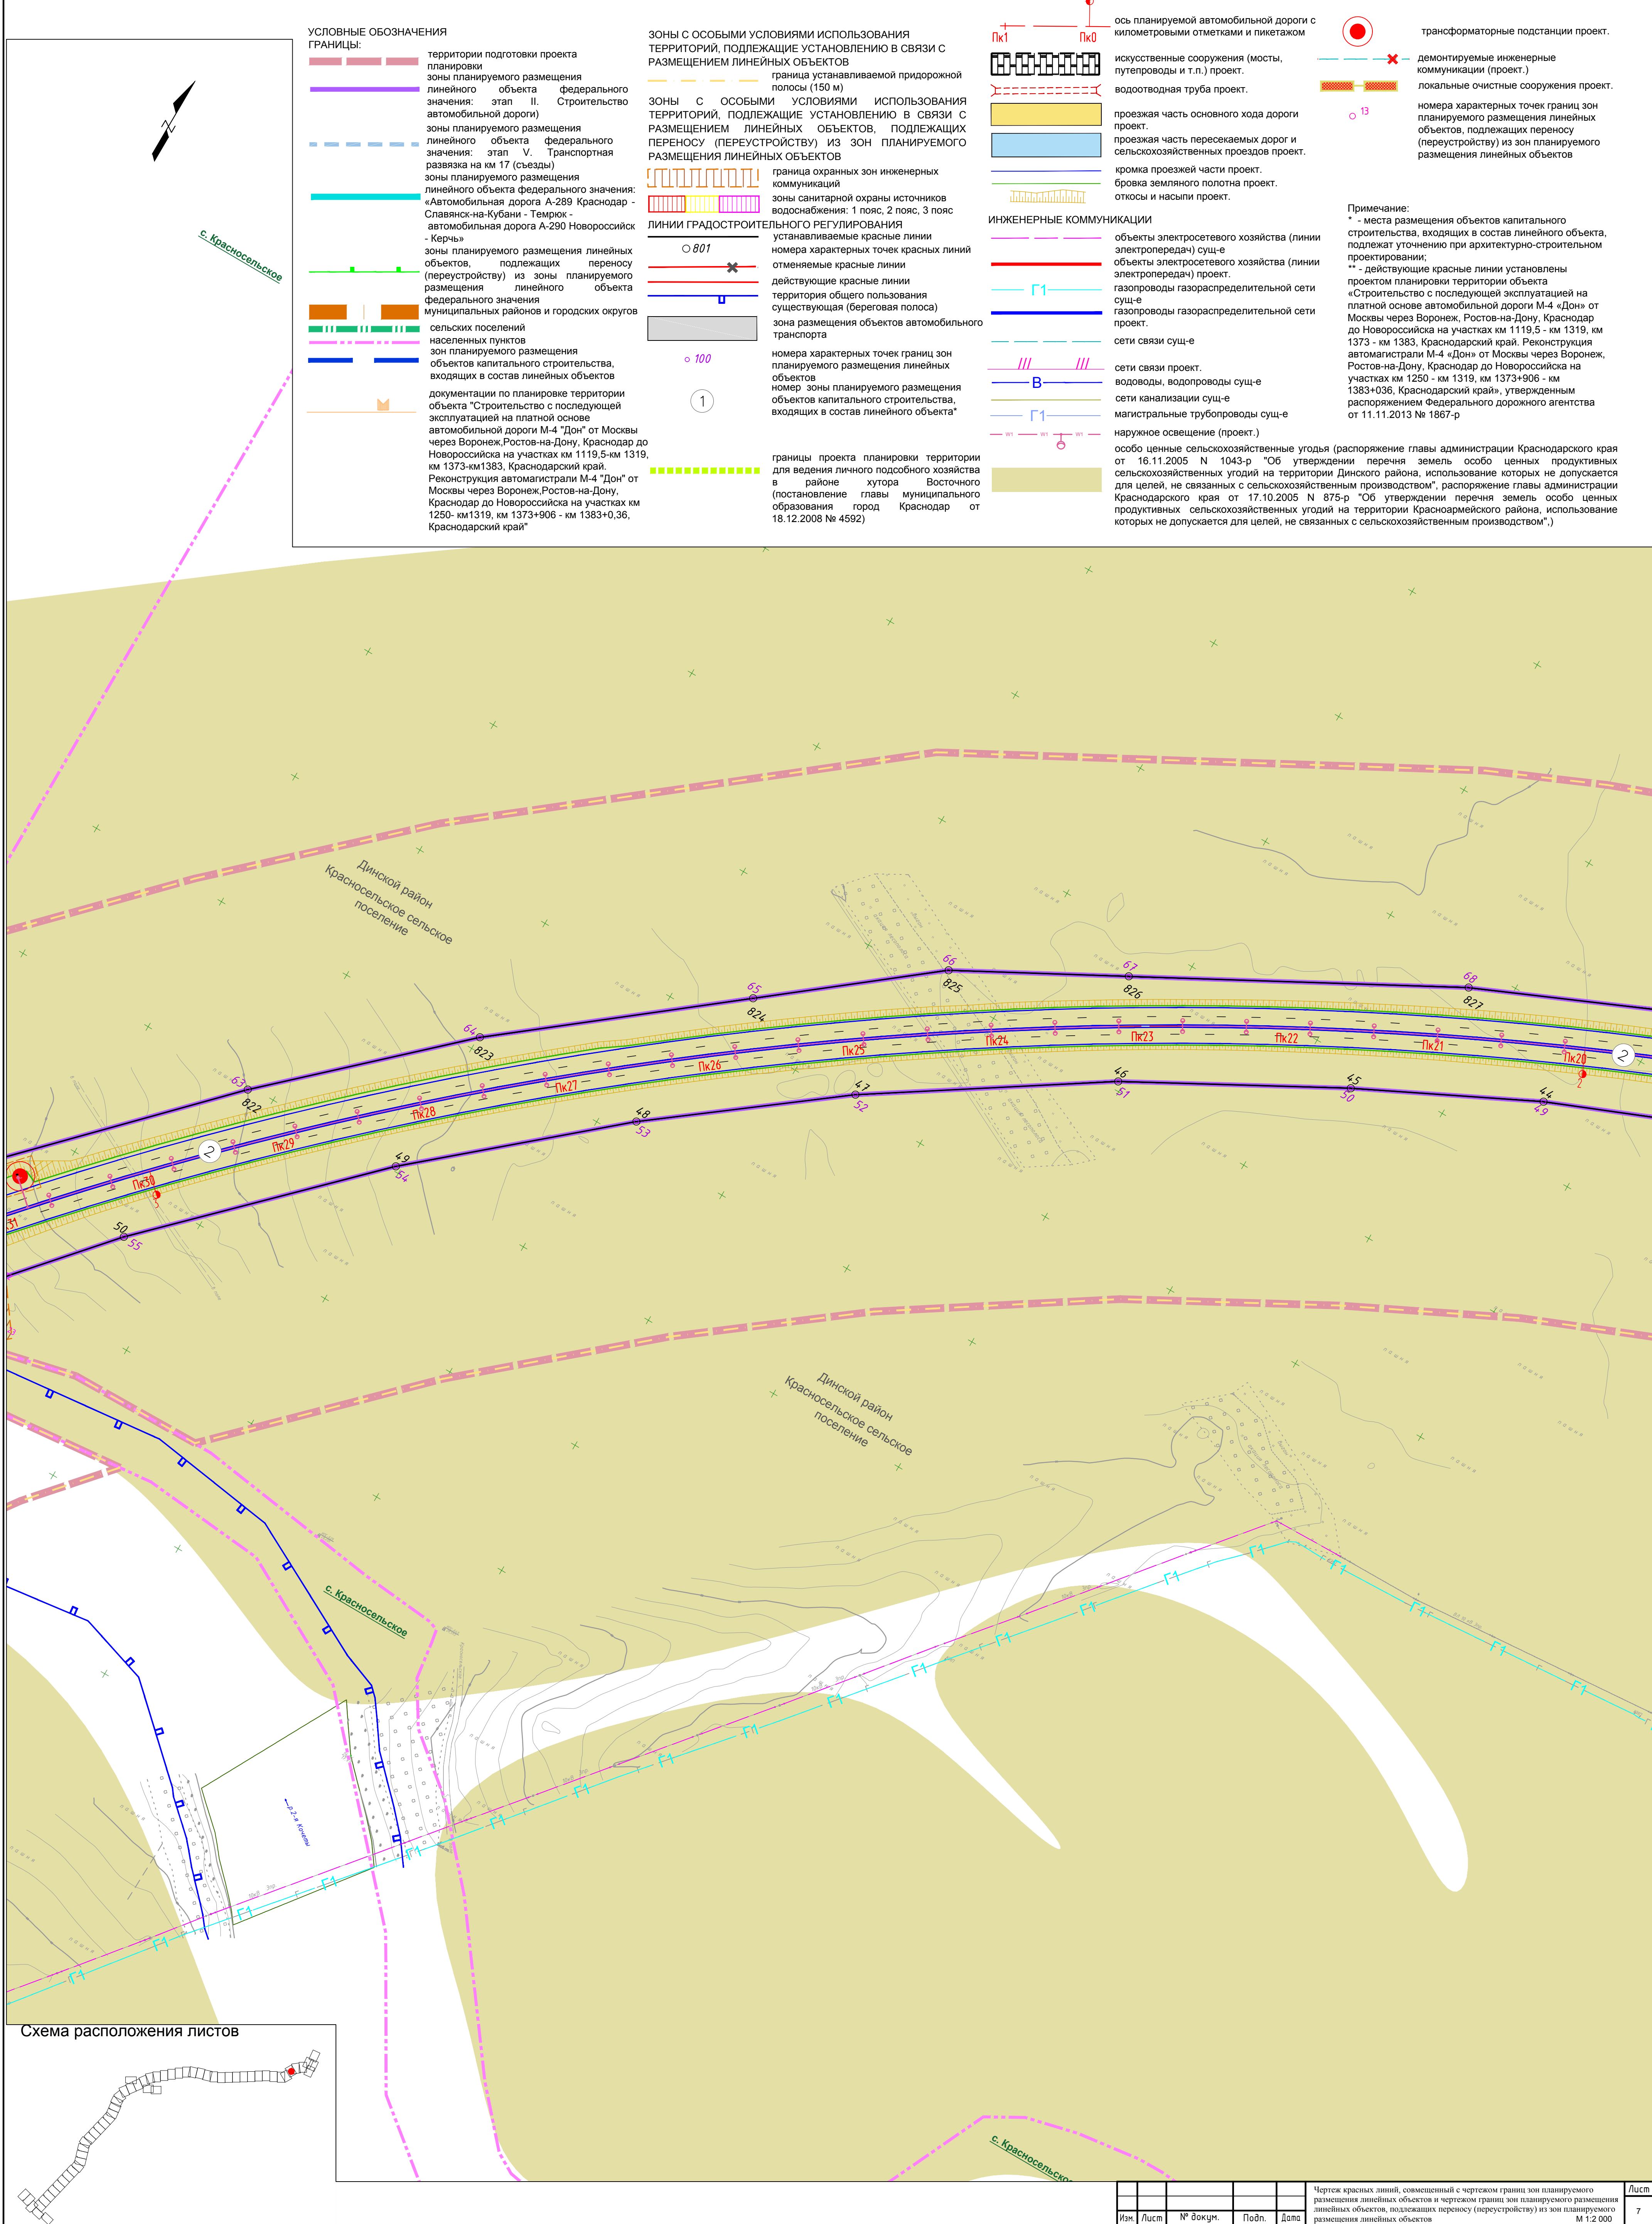 УСЛОВНЫЕ ОБОЗНАЧЕНИЯ
ГРАНИЦЫ:
территории подготовки проекта
планировки
зоны планируемого размещения
линейного объекта федерального
значения: этап II. Строительство
автомобильной дороги)
зоны планируемого размещения
линейного объекта федерального
значения: этап V. Транспортная
развязка на км 17 (съезды)
зоны планируемого размещения
линейного объекта федерального значения:
«Автомобильная дорога А-289 Краснодар -
Славянск-на-Кубани - Темрюк -
автомобильная дорога А-290 Новороссийск
- Керчь»
зоны планируемого размещения линейных
объектов, подлежащих переносу
(переустройству) из зоны планируемого
размещения линейного объекта
федерального значения
муниципальных районов и городских округов
сельских поселений
населенных пунктов
зон планируемого размещения
объектов капитального строительства,
входящих в состав линейных объектов
документации по планировке территории
объекта "Строительство с последующей
эксплуатацией на платной основе
автомобильной дороги М-4 "Дон" от Москвы
через Воронеж,Ростов-на-Дону, Краснодар до
Новороссийска на участках км 1119,5-км 1319,
км 1373-км1383, Краснодарский край.
Реконструкция автомагистрали М-4 "Дон" от
Москвы через Воронеж,Ростов-на-Дону,
Краснодар до Новороссийска на участках км
1250- км1319, км 1373+906 - км 1383+0,36,
Краснодарский край"
ЗОНЫ С ОСОБЫМИ УСЛОВИЯМИ ИСПОЛЬЗОВАНИЯ
ТЕРРИТОРИЙ, ПОДЛЕЖАЩИЕ УСТАНОВЛЕНИЮ В СВЯЗИ С
РАЗМЕЩЕНИЕМ ЛИНЕЙНЫХ ОБЪЕКТОВ
граница устанавливаемой придорожной
полосы (150 м)
ЗОНЫ С ОСОБЫМИ УСЛОВИЯМИ ИСПОЛЬЗОВАНИЯ
ТЕРРИТОРИЙ, ПОДЛЕЖАЩИЕ УСТАНОВЛЕНИЮ В СВЯЗИ С
РАЗМЕЩЕНИЕМ ЛИНЕЙНЫХ ОБЪЕКТОВ, ПОДЛЕЖАЩИХ
ПЕРЕНОСУ (ПЕРЕУСТРОЙСТВУ) ИЗ ЗОН ПЛАНИРУЕМОГО
РАЗМЕЩЕНИЯ ЛИНЕЙНЫХ ОБЪЕКТОВ
граница охранных зон инженерных
коммуникаций
зоны санитарной охраны источников
водоснабжения: 1 пояс, 2 пояс, 3 пояс
ЛИНИИ ГРАДОСТРОИТЕЛЬНОГО РЕГУЛИРОВАНИЯ
устанавливаемые красные линии
801 номера характерных точек красных линий
отменяемые красные линии
действующие красные линии
территория общего пользования
существующая (береговая полоса)
зона размещения объектов автомобильного
транспорта
100 номера характерных точек границ зон
планируемого размещения линейных
объектов
1 номер зоны планируемого размещения
объектов капитального строительства,
входящих в состав линейного объекта*
границы проекта планировки территории
для ведения личного подсобного хозяйства
в районе хутора Восточного
(постановление главы муниципального
образования город Краснодар от
18.12.2008 № 4592)
Пк1 Пк0
ось планируемой автомобильной дороги с
километровыми отметками и пикетажом
искусственные сооружения (мосты,
путепроводы и т.п.) проект.
водоотводная труба проект.
проезжая часть основного хода дороги
проект.
проезжая часть пересекаемых дорог и
сельскохозяйственных проездов проект.
кромка проезжей части проект.
бровка земляного полотна проект.
откосы и насыпи проект.
ИНЖЕНЕРНЫЕ КОММУНИКАЦИИ
объекты электросетевого хозяйства (линии
электропередач) сущ-е
объекты электросетевого хозяйства (линии
электропередач) проект.
Г1 газопроводы газораспределительной сети
сущ-е
газопроводы газораспределительной сети
проект.
сети связи сущ-е
сети связи проект.
В водоводы, водопроводы сущ-е
сети канализации сущ-е
Г1 магистральные трубопроводы сущ-е
W1 W1 W1 наружное освещение (проект.)
особо ценные сельскохозяйственные угодья (распоряжение главы администрации Краснодарского края
от 16.11.2005 N 1043-р "Об утверждении перечня земель особо ценных продуктивных
сельскохозяйственных угодий на территории Динского района, использование которых не допускается
для целей, не связанных с сельскохозяйственным производством", распоряжение главы администрации
Краснодарского края от 17.10.2005 N 875-р "Об утверждении перечня земель особо ценных
продуктивных сельскохозяйственных угодий на территории Красноармейского района, использование
которых не допускается для целей, не связанных с сельскохозяйственным производством",)
трансформаторные подстанции проект.
демонтируемые инженерные
коммуникации (проект.)
локальные очистные сооружения проект.
13 номера характерных точек границ зон
планируемого размещения линейных
объектов, подлежащих переносу
(переустройству) из зон планируемого
размещения линейных объектов
Примечание:
* - места размещения объектов капитального
строительства, входящих в состав линейного объекта,
подлежат уточнению при архитектурно-строительном
проектировании;
** - действующие красные линии установлены
проектом планировки территории объекта
«Строительство с последующей эксплуатацией на
платной основе автомобильной дороги М-4 «Дон» от
Москвы через Воронеж, Ростов-на-Дону, Краснодар
до Новороссийска на участках км 1119,5 - км 1319, км
1373 - км 1383, Краснодарский край. Реконструкция
автомагистрали М-4 «Дон» от Москвы через Воронеж,
Ростов-на-Дону, Краснодар до Новороссийска на
участках км 1250 - км 1319, км 1373+906 - км
1383+036, Краснодарский край», утвержденным
распоряжением Федерального дорожного агентства
от 11.11.2013 № 1867-р
N
с. Красносельское
Динской район
Красносельское сельское
поселение
63 64 65 66 67 68
822 823 824 825 826 827
31 Пк30 Пк29 Пк28 Пк27 Пк26 Пк25 Пк24 Пк23 Пк22 Пк21 Пк20
3 2 2 2
50 49 48 47 46 45 44
55 54 53 52 51 50 49
Динской район
Красносельское сельское
поселение
с. Красносельское
р. 2-я Кочеты
Г1 Г1 Г1 Г1 Г1 Г1 Г1 Г1 Г1 Г1 Г1 Г1 Г1 Г1 Г1 Г1 Г1 Г1 Г1
с. Красносельское
Схема расположения листов
Изм. Лист № докум. Подп. Дата
Чертеж красных линий, совмещенный с чертежом границ зон планируемого
размещения линейных объектов и чертежом границ зон планируемого размещения
линейных объектов, подлежащих переносу (переустройству) из зон планируемого
размещения линейных объектов М 1:2 000
Лист
7